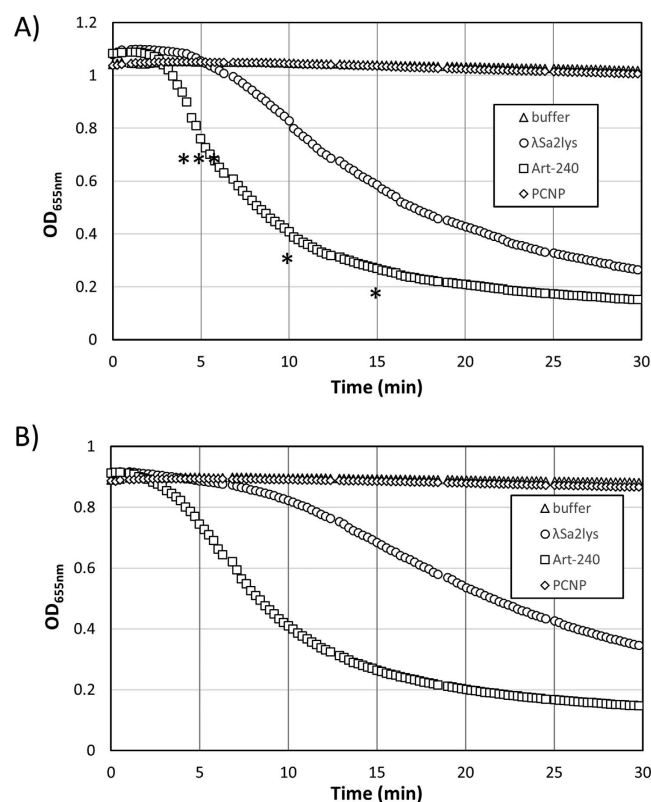 A)
1.2
1
0.8
0.6
0.4
0.2
0
OD655nm
buffer
λSa2lys
Art-240
PCNP
* * *
*
*
0 5 10 15 20 25 30
Time (min)
B)
1
0.8
0.6
0.4
0.2
0
OD655nm
buffer
λSa2lys
Art-240
PCNP
0 5 10 15 20 25 30
Time (min)